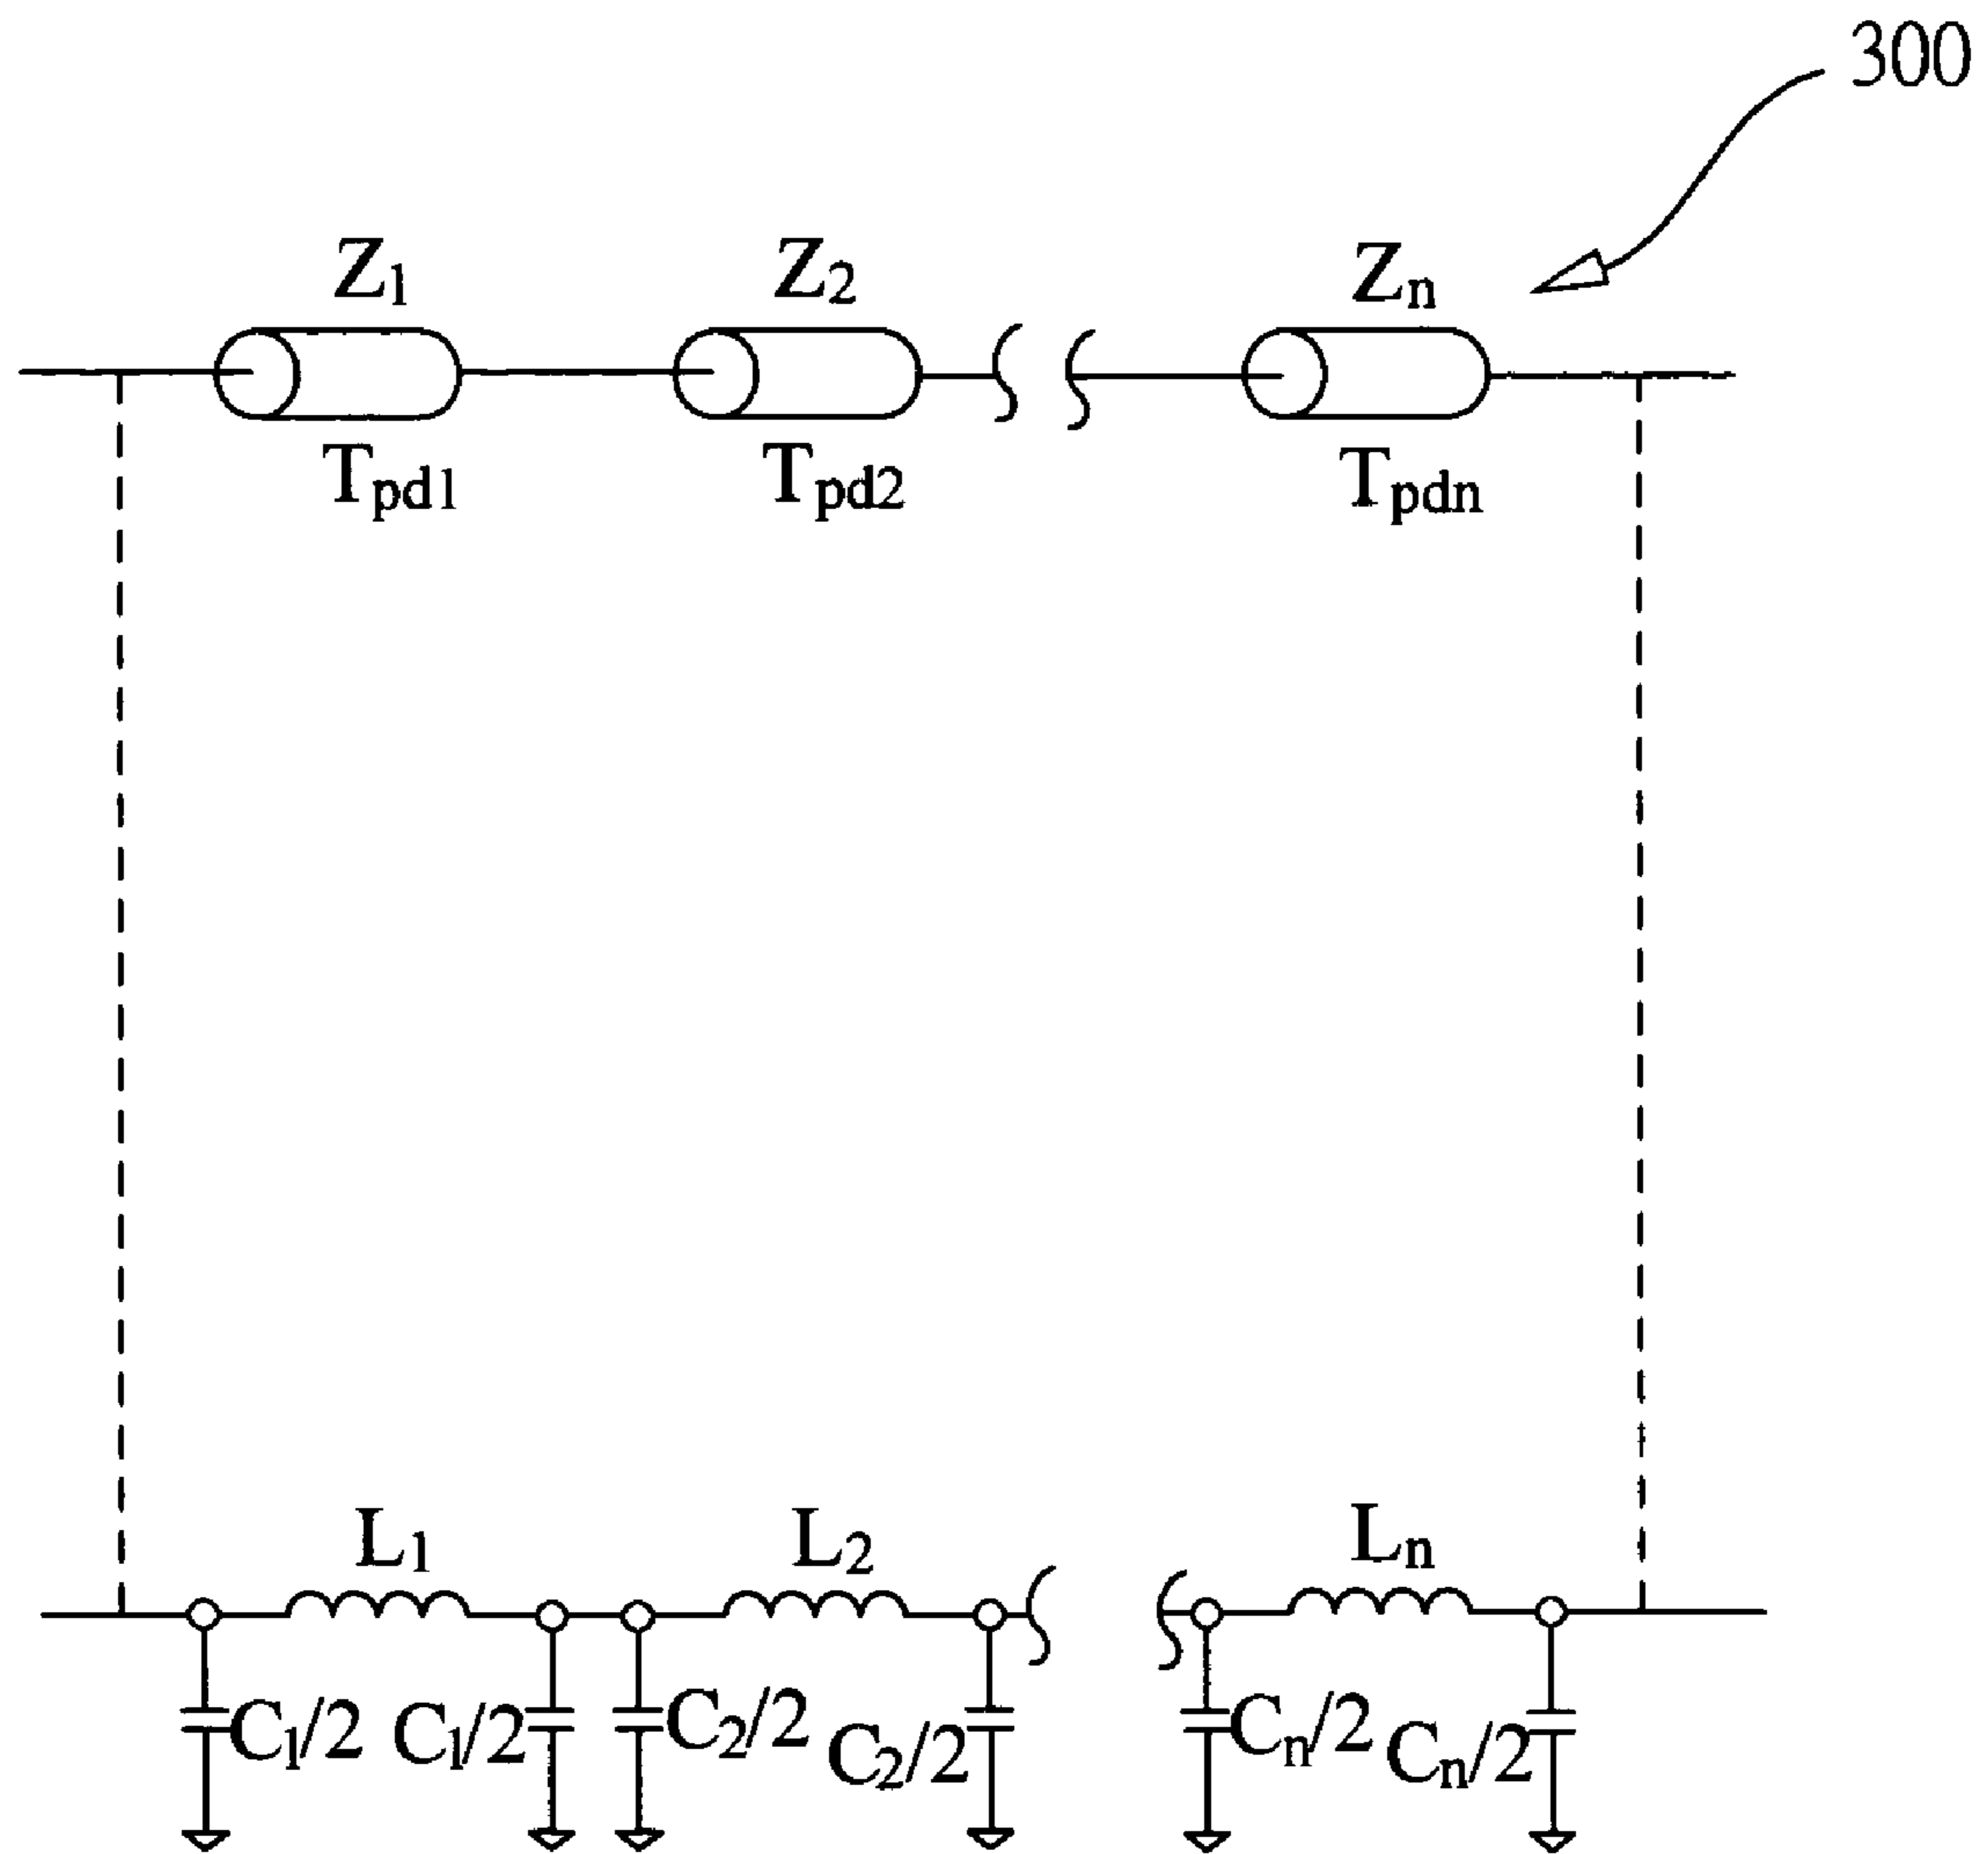 300
Z1 Z2 Zn
Tpd1 Tpd2 Tpdn
L1 L2 Ln
C1/2 C1/2 C2/2 C2/2 Cn/2 Cn/2